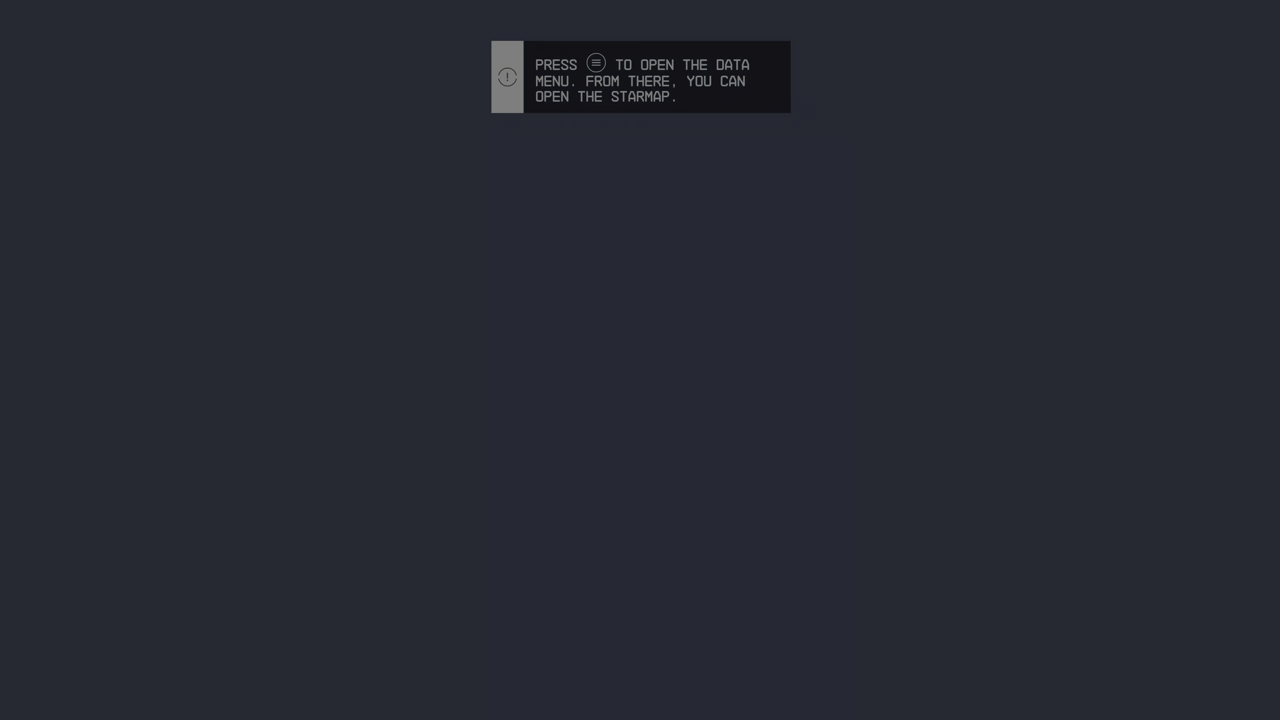 PRESS TO OPEN THE DATA
MENU. FROM THERE, YOU CAN
OPEN THE STARMAP.